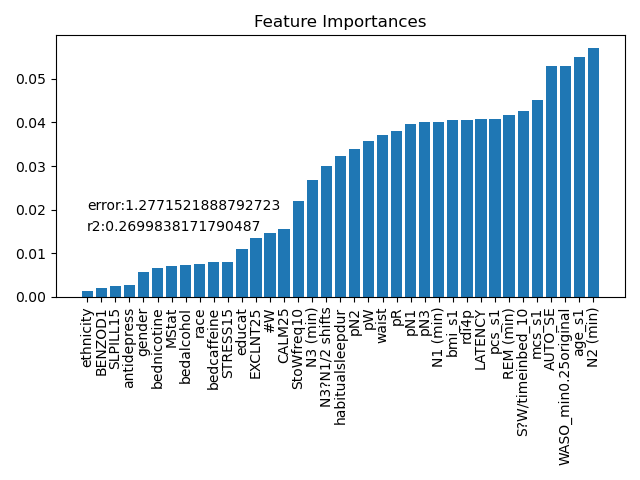 Feature Importances
0.05
0.04
0.03
0.02
0.01
0.00
error:1.2771521888792723
r2:0.2699838171790487
ethnicity
BENZOD1
SLPILL15
antidepress
gender
bednicotine
MStat
bedalcohol
race
bedcaffeine
STRESS15
educat
EXCLNT25
#W
CALM25
StoWfreq10
N3 (min)
N3?N1/2 shifts
habitualsleepdur
pN2
pW
waist
pR
pN1
pN3
N1 (min)
bmi_s1
rdi4p
LATENCY
pcs_s1
REM (min)
S?W/timeinbed_10
mcs_s1
AUTO_SE
WASO_min0.25original
age_s1
N2 (min)